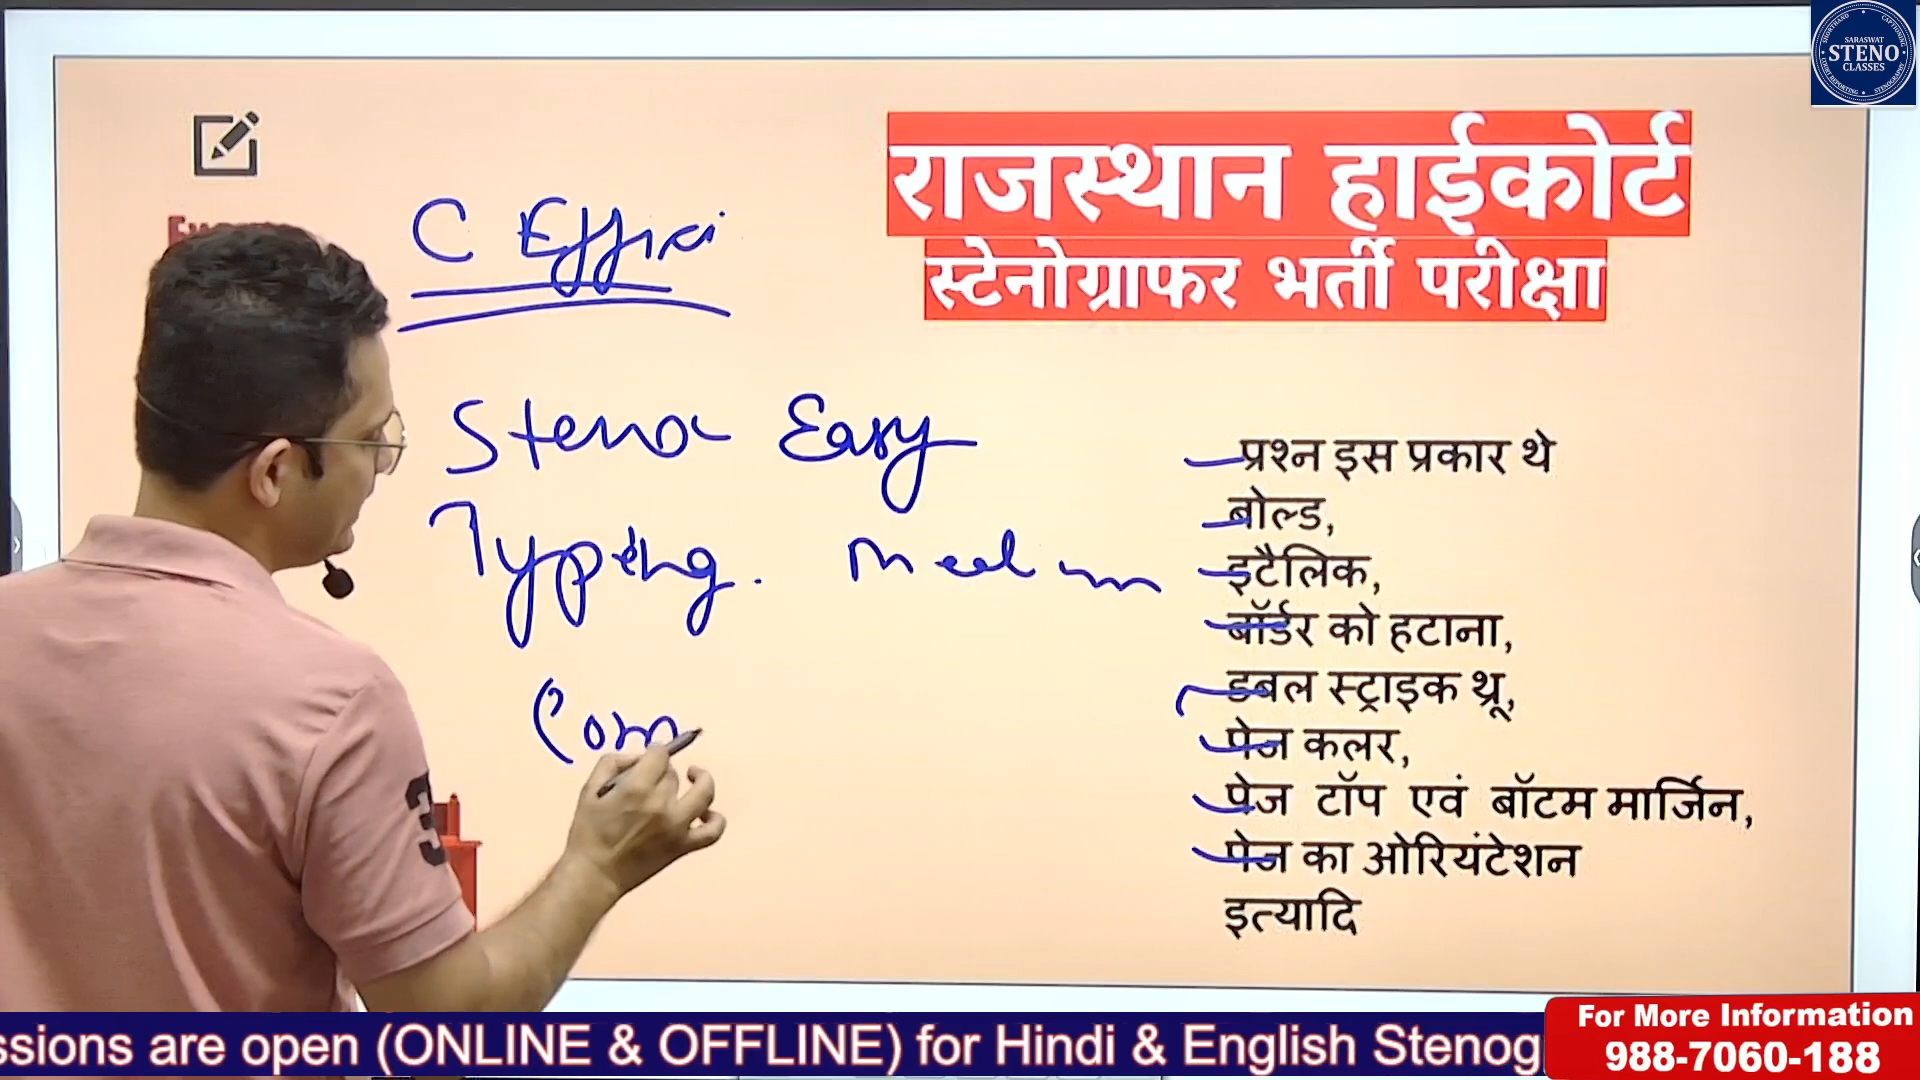 SARASWAT
STENO
CLASSES
राजस्थान हाईकोर्ट
स्टेनोग्राफर भर्ती परीक्षा
C Effici
Steno Easy
Typing. Medium
Com
प्रश्न इस प्रकार थे
बोल्ड,
इटैलिक,
बॉर्डर को हटाना,
डबल स्ट्राइक थ्रू,
पेज कलर,
पेज टॉप एवं बॉटम मार्जिन,
पेज का ओरियंटेशन
इत्यादि
3
ssions are open (ONLINE & OFFLINE) for Hindi & English Stenog
For More Information
988-7060-188